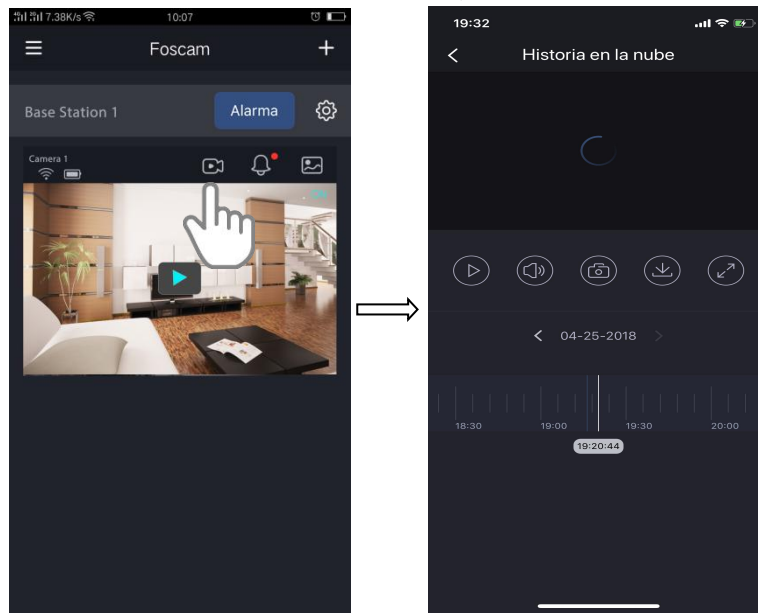 7.38K/s
10:07
Foscam
Base Station 1
Alarma
Camera 1
19:32
Historia en la nube
04-25-2018
18:30
19:00
19:30
20:00
19:20:44